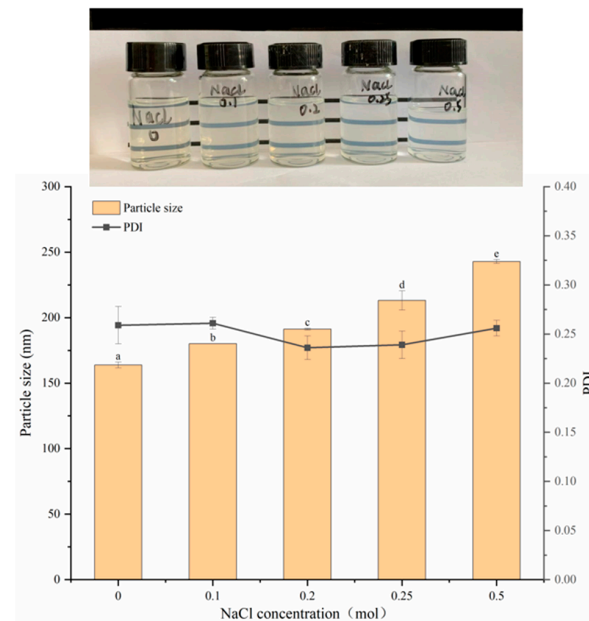 Nacl
0
Nacl
0.1
Nacl
0.2
Nacl
0.25
Nacl
0.5
300
250
200
150
100
50
0
Particle size (nm)
Particle size
PDI
a
b
c
d
e
0.40
0.35
0.30
0.25
0.20
0.15
0.10
0.05
0.00
PDI
0
0.1
0.2
0.25
0.5
NaCl concentration（mol）